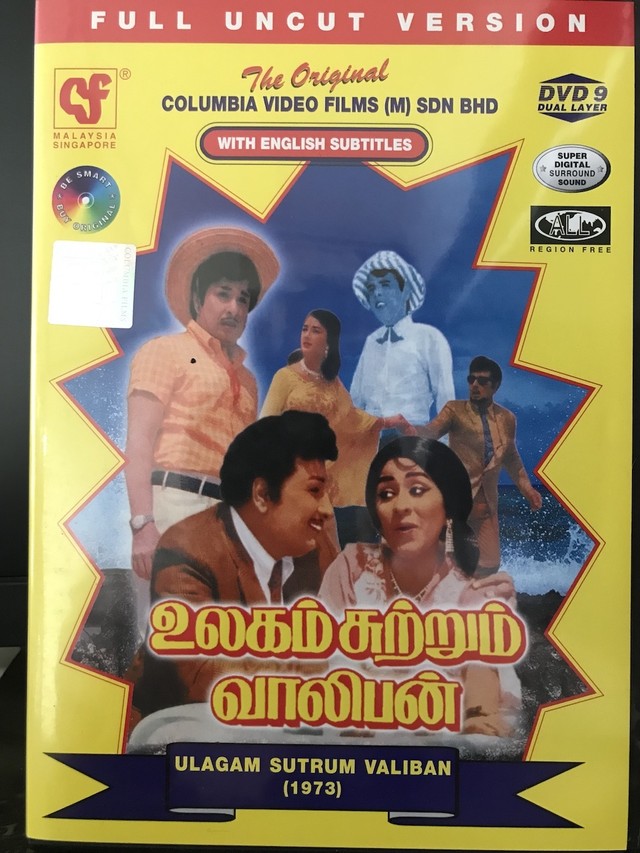 FULL UNCUT VERSION
The Original
COLUMBIA VIDEO FILMS (M) SDN BHD
WITH ENGLISH SUBTITLES
CF®
MALAYSIA
SINGAPORE
BE SMART
BUY ORIGINAL
DVD 9
DUAL LAYER
SUPER
DIGITAL
SURROUND
SOUND
ALL
REGION FREE
உலகம் சுற்றும்
வாலிபன்
ULAGAM SUTRUM VALIBAN
(1973)